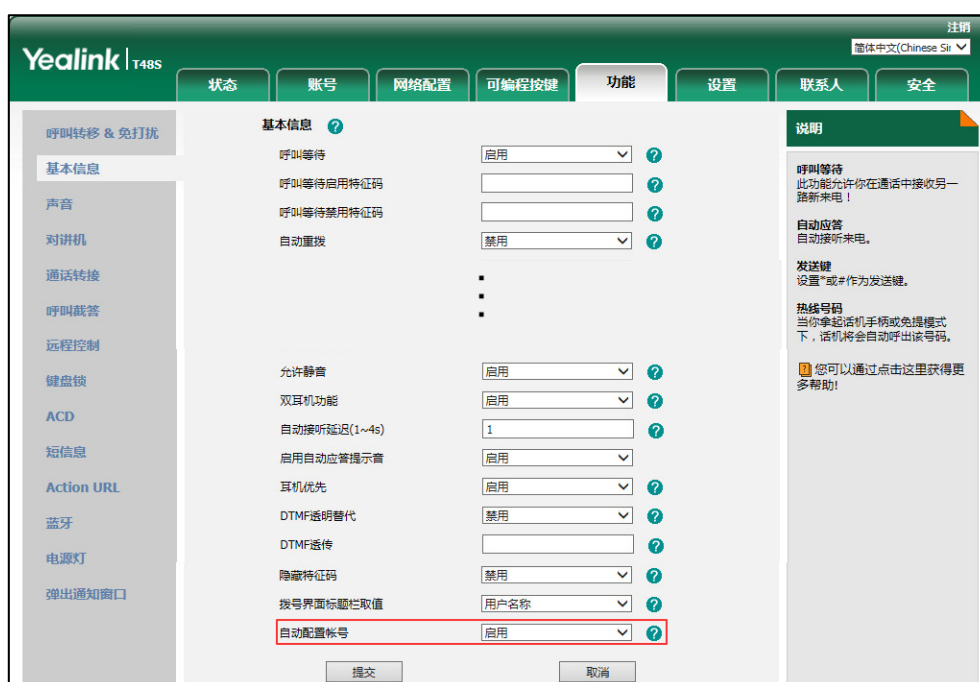 注销
简体中文(Chinese Sir
Yealink T48S
状态 账号 网络配置 可编程按键 功能 设置 联系人 安全
呼叫转移 & 免打扰
基本信息
声音
对讲机
通话转接
呼叫截答
远程控制
键盘锁
ACD
短信息
Action URL
蓝牙
电源灯
弹出通知窗口
基本信息 ?
呼叫等待 启用 ?
呼叫等待启用特征码 ?
呼叫等待禁用特征码 ?
自动重拨 禁用 ?
允许静音 启用 ?
双耳机功能 启用 ?
自动接听延迟(1~4s) 1 ?
启用自动应答提示音 启用
耳机优先 启用 ?
DTMF透明替代 禁用 ?
DTMF透传 ?
隐藏特征码 禁用 ?
拨号界面标题栏取值 用户名称 ?
自动配置帐号 启用 ?
提交 取消
说明
呼叫等待
此功能允许你在通话中接收另一
路新来电！
自动应答
自动接听来电。
发送键
设置*或#作为发送键。
热线号码
当你拿起话机手柄或免提模式
下，话机将会自动呼出该号码。
? 您可以通过点击这里获得更
多帮助!